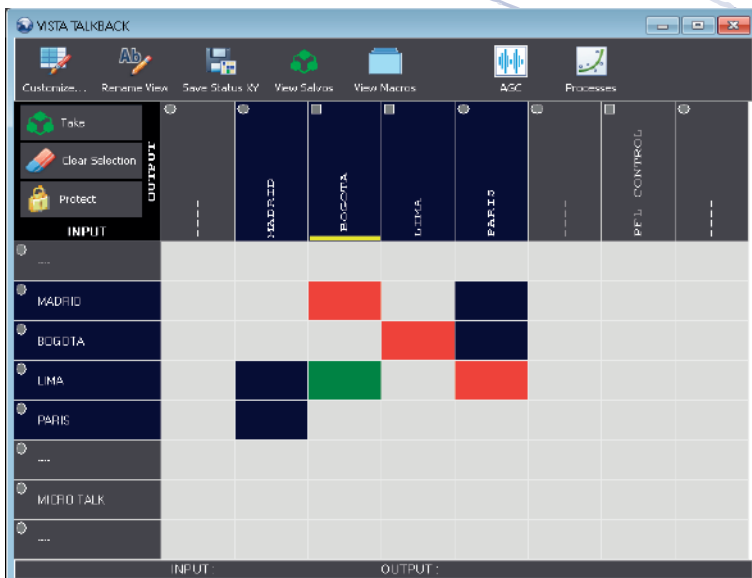 VISTA TALKBACK
Customize... Rename View Save Status XY View Salvos View Macros AGC Processes
Take
Clear Selection
Protect
OUTPUT
INPUT
----
MADRID
BOGOTA
LIMA
PARIS
----
PFL CONTROL
----
----
MADRID
BOGOTA
LIMA
PARIS
----
MICRO TALK
----
INPUT: OUTPUT: